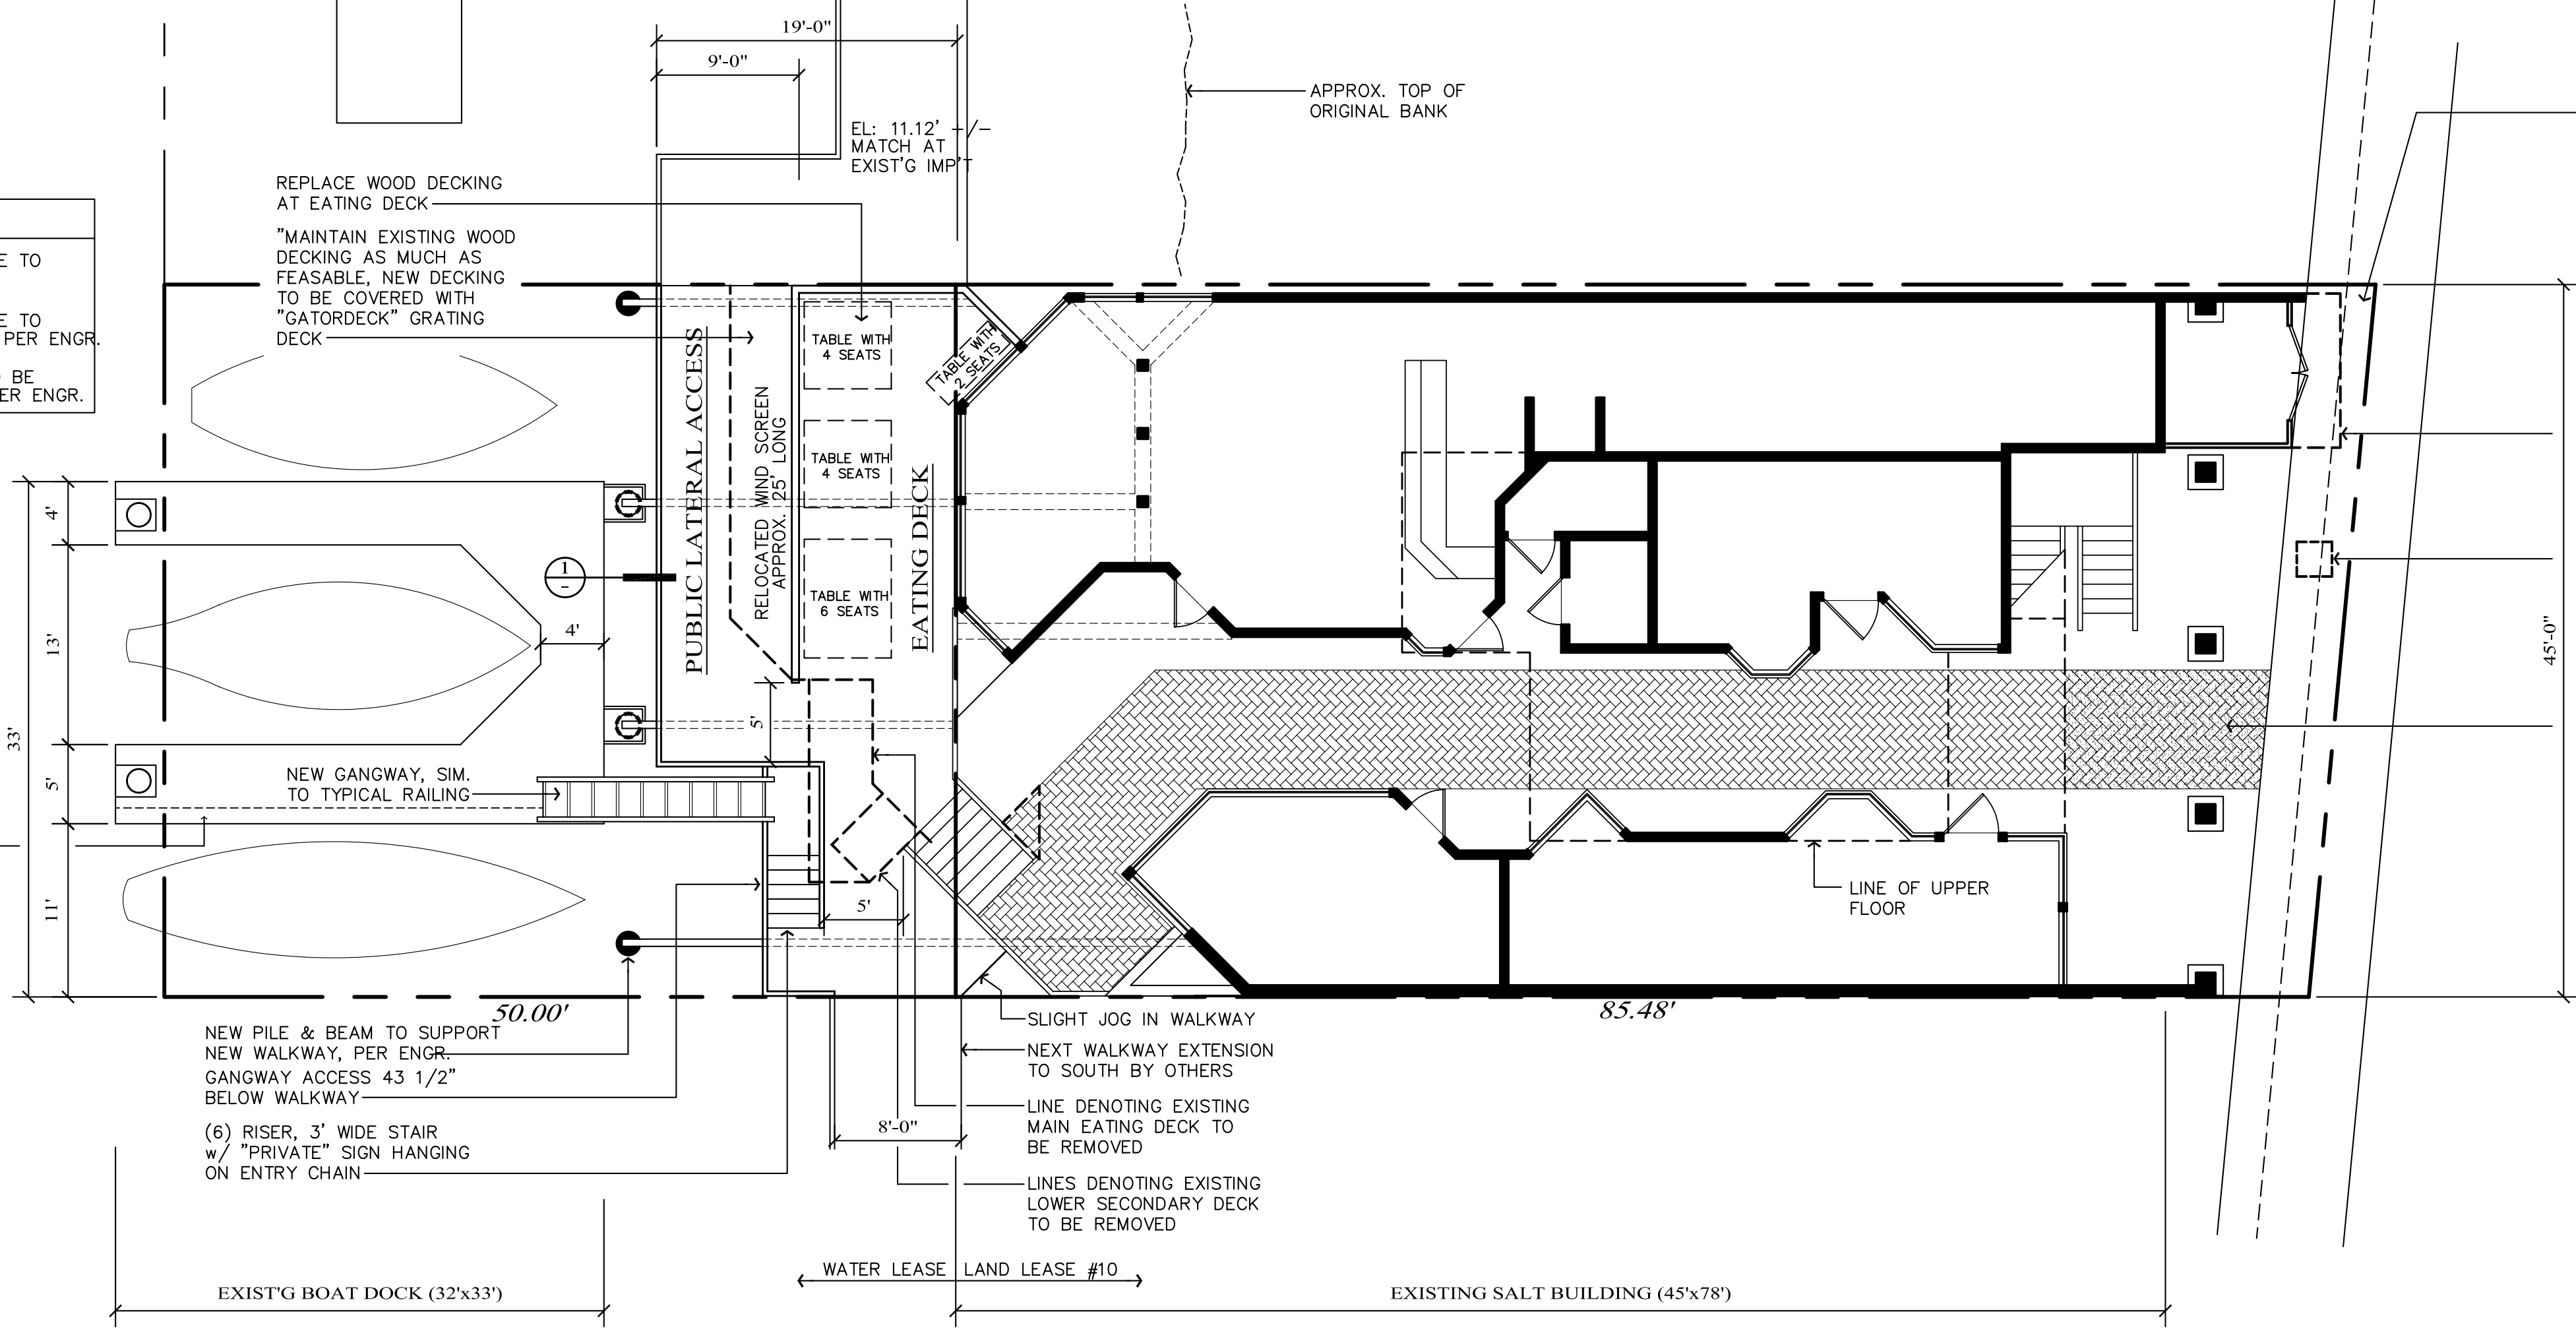 19'-0"
9'-0"
APPROX. TOP OF
ORIGINAL BANK
EL: 11.12' +/-
MATCH AT
EXIST'G IMP'T
REPLACE WOOD DECKING
AT EATING DECK
"MAINTAIN EXISTING WOOD
DECKING AS MUCH AS
FEASABLE, NEW DECKING
TO BE COVERED WITH
"GATORDECK" GRATING
DECK
E TO
E TO
PER ENGR.
BE
ER ENGR.
PUBLIC LATERAL ACCESS
RELOCATED WIND SCREEN
APPROX. 25' LONG
TABLE WITH
4 SEATS
TABLE WITH
4 SEATS
TABLE WITH
6 SEATS
TABLE WITH
2 SEATS
EATING DECK
4'
13'
33'
5'
11'
4'
1
-
5'
5'
45'-0"
NEW GANGWAY, SIM.
TO TYPICAL RAILING
LINE OF UPPER
FLOOR
50.00'
85.48'
NEW PILE & BEAM TO SUPPORT
NEW WALKWAY, PER ENGR.
GANGWAY ACCESS 43 1/2"
BELOW WALKWAY
(6) RISER, 3' WIDE STAIR
w/ "PRIVATE" SIGN HANGING
ON ENTRY CHAIN
SLIGHT JOG IN WALKWAY
NEXT WALKWAY EXTENSION
TO SOUTH BY OTHERS
LINE DENOTING EXISTING
MAIN EATING DECK TO
BE REMOVED
8'-0"
LINES DENOTING EXISTING
LOWER SECONDARY DECK
TO BE REMOVED
WATER LEASE
LAND LEASE #10
EXIST'G BOAT DOCK (32'x33')
EXISTING SALT BUILDING (45'x78')